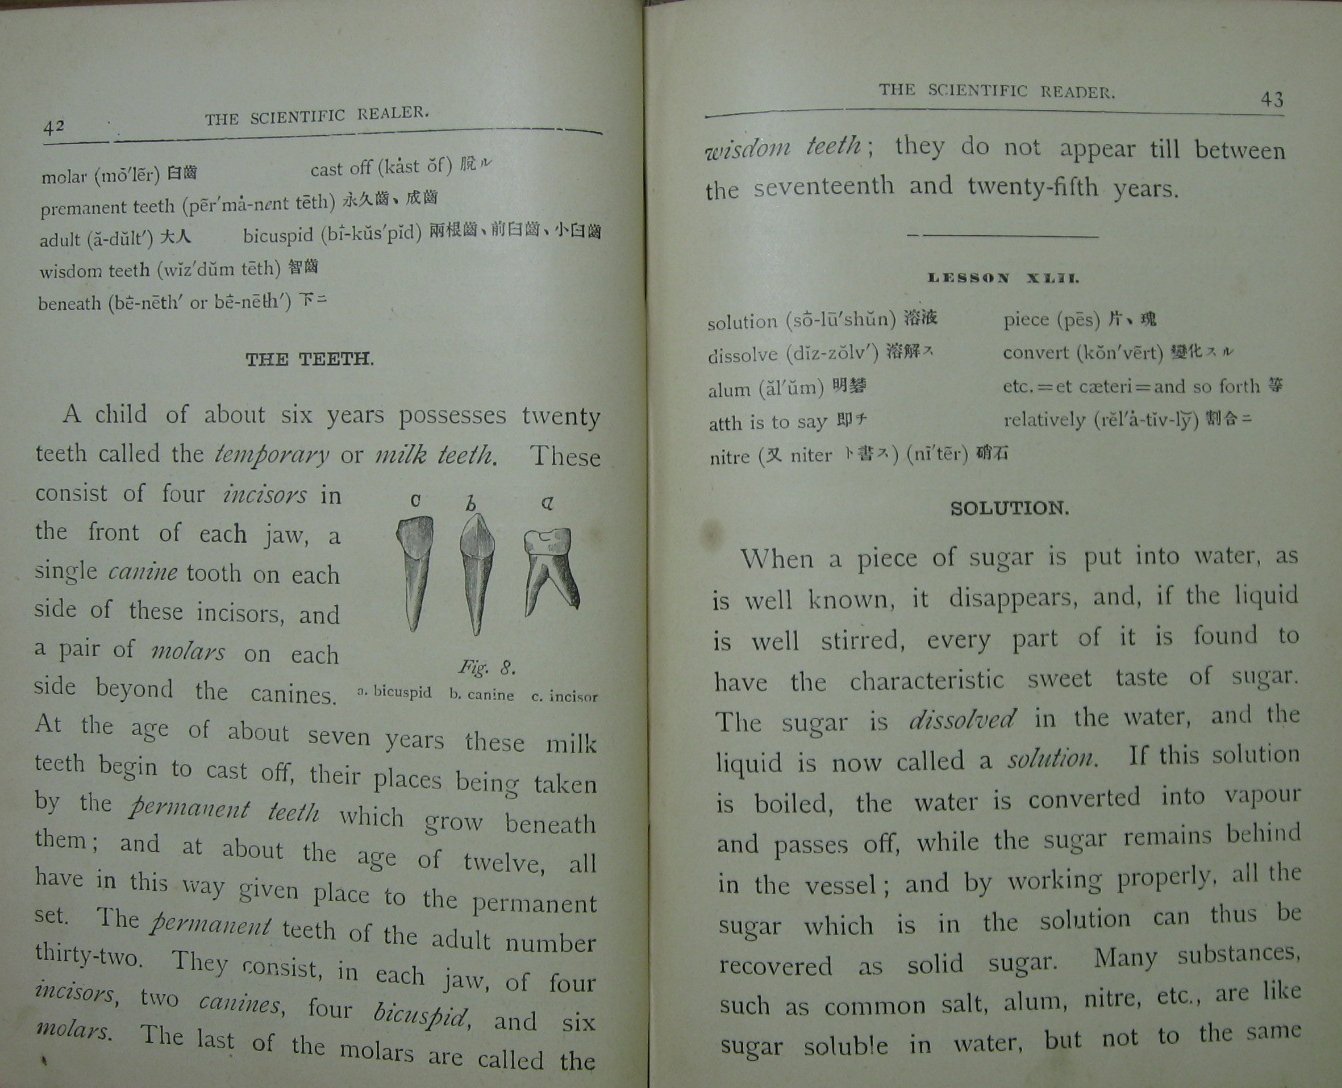 42
THE SCIENTIFIC REALER.
molar (mō′lẽr) 臼齒 cast off (kȧst ŏf) 脫ル
premanent teeth (pẽr′mȧ-nent tēth) 永久齒、成齒
adult (ă-dŭlt′) 大人 bicuspid (bī-kŭs′pĭd) 兩根齒、前臼齒、小臼齒
wisdom teeth (wĭz′dŭm tēth) 智齒
beneath (bē-nēth′ or bē-nēth′) 下ニ
THE TEETH.
A child of about six years possesses twenty
teeth called the temporary or milk teeth. These
consist of four incisors in
the front of each jaw, a
single canine tooth on each
side of these incisors, and
a pair of molars on each
side beyond the canines.
c b a
Fig. 8.
a. bicuspid b. canine c. incisor
At the age of about seven years these milk
teeth begin to cast off, their places being taken
by the permanent teeth which grow beneath
them; and at about the age of twelve, all
have in this way given place to the permanent
set. The permanent teeth of the adult number
thirty-two. They consist, in each jaw, of four
incisors, two canines, four bicuspid, and six
molars. The last of the molars are called the
THE SCIENTIFIC READER.
43
wisdom teeth; they do not appear till between
the seventeenth and twenty-fifth years.
LESSON XLII.
solution (sō-lū′shŭn) 溶液 piece (pēs) 片、塊
dissolve (dĭz-zŏlv′) 溶解ス convert (kŏn′vẽrt) 變化スル
alum (ăl′ŭm) 明礬 etc.=et cæteri=and so forth 等
atth is to say 即チ relatively (rĕl′ȧ-tĭv-lȳ) 割合ニ
nitre (又 niter ト書ス) (nī′tẽr) 硝石
SOLUTION.
When a piece of sugar is put into water, as
is well known, it disappears, and, if the liquid
is well stirred, every part of it is found to
have the characteristic sweet taste of sugar.
The sugar is dissolved in the water, and the
liquid is now called a solution. If this solution
is boiled, the water is converted into vapour
and passes off, while the sugar remains behind
in the vessel; and by working properly, all the
sugar which is in the solution can thus be
recovered as solid sugar. Many substances,
such as common salt, alum, nitre, etc., are like
sugar soluble in water, but not to the same